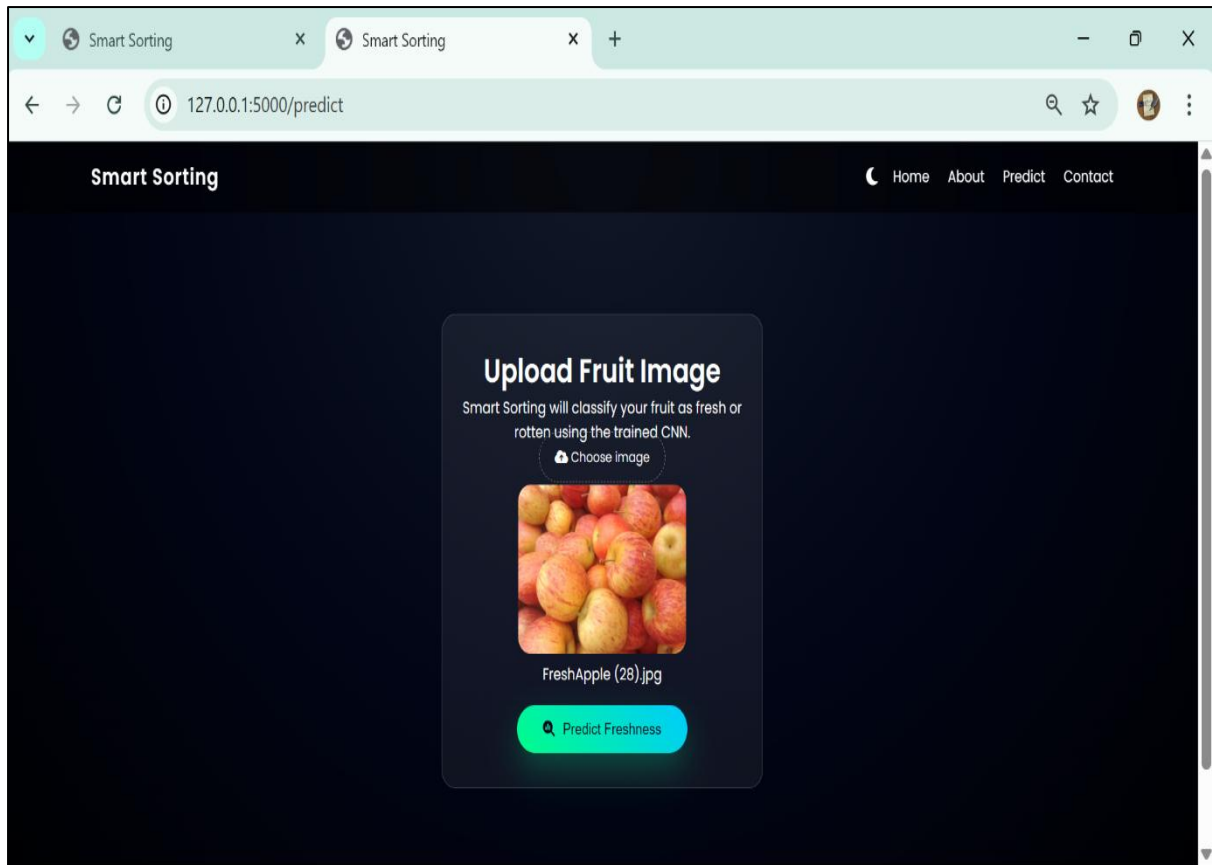 Smart Sorting
Smart Sorting
127.0.0.1:5000/predict
Smart Sorting
Home About Predict Contact
Upload Fruit Image
Smart Sorting will classify your fruit as fresh or
rotten using the trained CNN.
Choose image
FreshApple (28).jpg
Predict Freshness